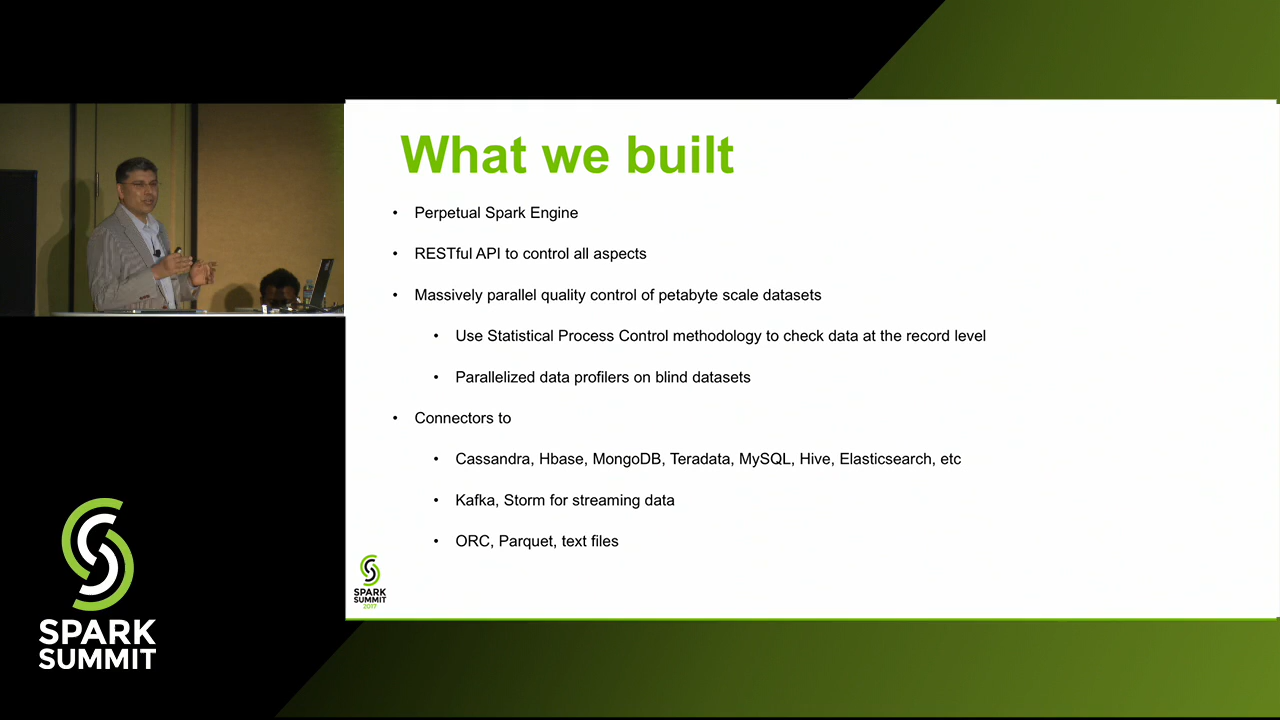 What we built
• Perpetual Spark Engine
• RESTful API to control all aspects
• Massively parallel quality control of petabyte scale datasets
• Use Statistical Process Control methodology to check data at the record level
• Parallelized data profilers on blind datasets
• Connectors to
• Cassandra, Hbase, MongoDB, Teradata, MySQL, Hive, Elasticsearch, etc
• Kafka, Storm for streaming data
• ORC, Parquet, text files
SPARK
SUMMIT
2017
SPARK
SUMMIT